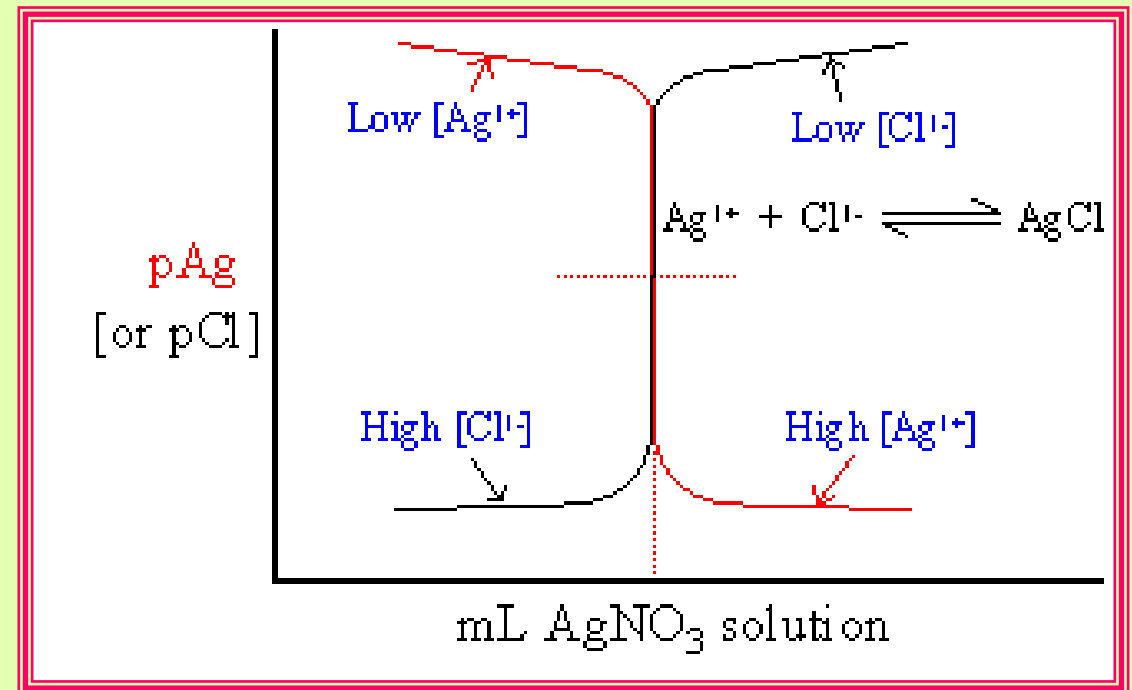 Low [Ag¹⁺]
Low [Cl¹⁻]
Ag¹⁺ + Cl¹⁻ ⇌ AgCl
pAg
[or pCl]
High [Cl¹⁻]
High [Ag¹⁺]
mL AgNO₃ solution